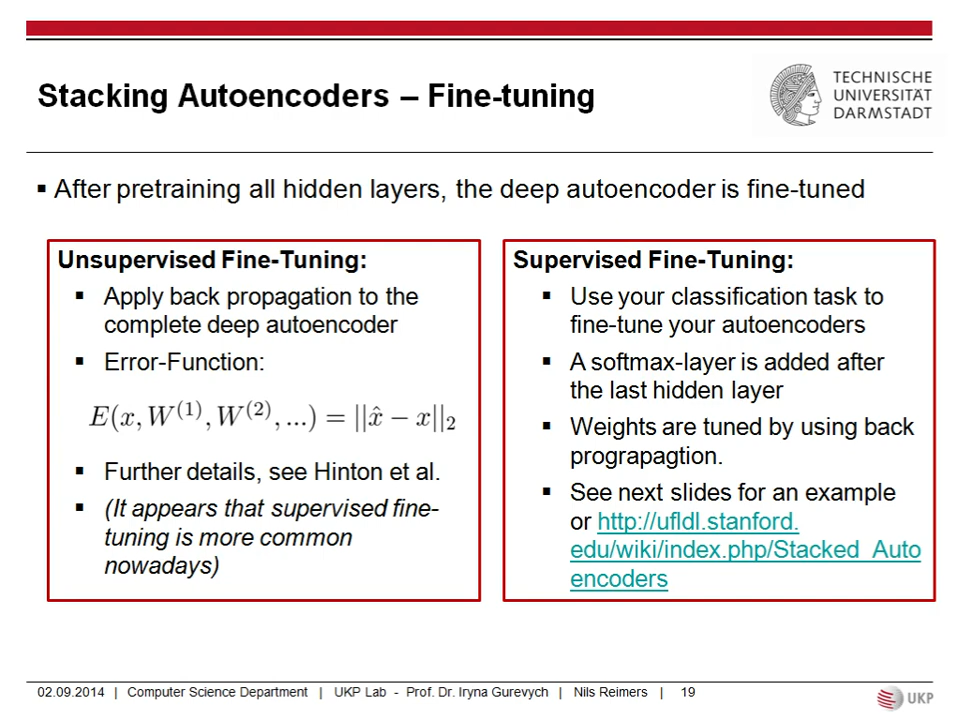 Stacking Autoencoders – Fine-tuning
TECHNISCHE
UNIVERSITÄT
DARMSTADT
▪ After pretraining all hidden layers, the deep autoencoder is fine-tuned
Unsupervised Fine-Tuning:
▪ Apply back propagation to the
complete deep autoencoder
▪ Error-Function:
E(x, W^(1), W^(2), ...) = ||x̂ − x||₂
▪ Further details, see Hinton et al.
▪ (It appears that supervised fine-
tuning is more common
nowadays)
Supervised Fine-Tuning:
▪ Use your classification task to
fine-tune your autoencoders
▪ A softmax-layer is added after
the last hidden layer
▪ Weights are tuned by using back
prograpagtion.
▪ See next slides for an example
or http://ufldl.stanford.
edu/wiki/index.php/Stacked_Auto
encoders
02.09.2014 | Computer Science Department | UKP Lab - Prof. Dr. Iryna Gurevych | Nils Reimers | 19
UKP